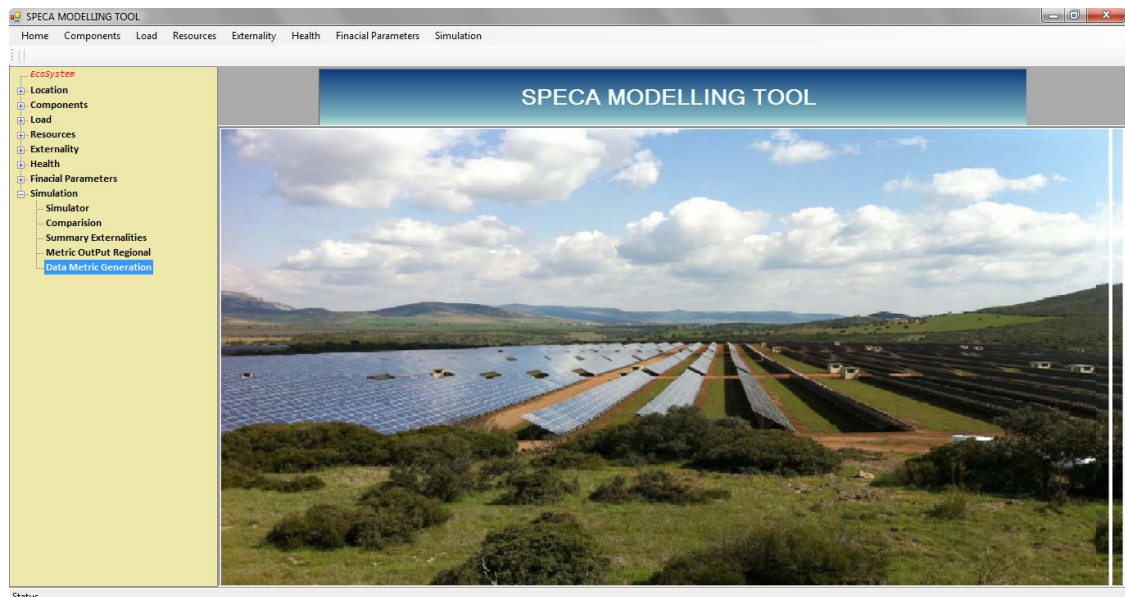 SPECA MODELLING TOOL
Home Components Load Resources Externality Health Finacial Parameters Simulation
EcoSystem
Location
Components
Load
Resources
Externality
Health
Finacial Parameters
Simulation
Simulator
Comparision
Summary Externalities
Metric OutPut Regional
Data Metric Generation
SPECA MODELLING TOOL
Status